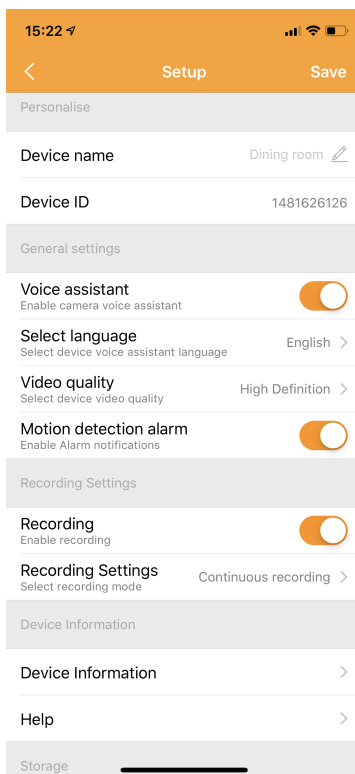 15:22
Setup
Save
Personalise
Device name
Dining room
Device ID
1481626126
General settings
Voice assistant
Enable camera voice assistant
Select language
Select device voice assistant language
English
Video quality
Select device video quality
High Definition
Motion detection alarm
Enable Alarm notifications
Recording Settings
Recording
Enable recording
Recording Settings
Select recording mode
Continuous recording
Device Information
Device Information
Help
Storage